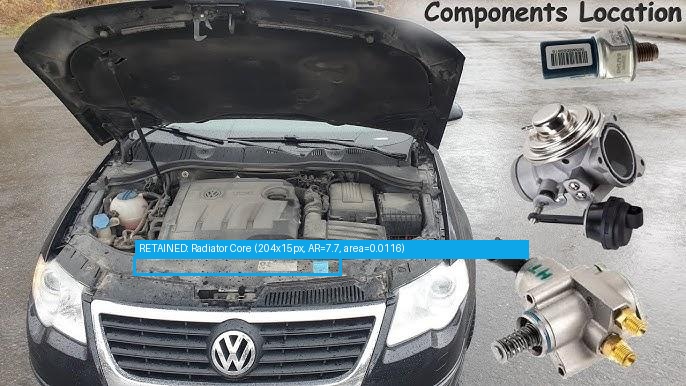 Components Location
RETAINED: Radiator Core (204x15px, AR=7.7, area=0.0116)